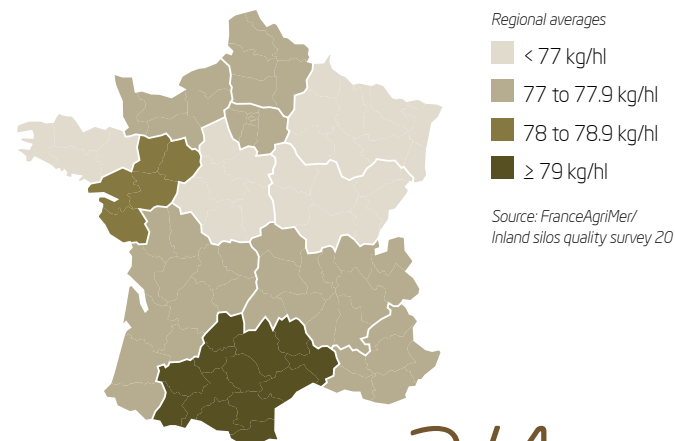 Regional averages
< 77 kg/hl
77 to 77.9 kg/hl
78 to 78.9 kg/hl
≥ 79 kg/hl
Source: FranceAgriMer/
Inland silos quality survey 20